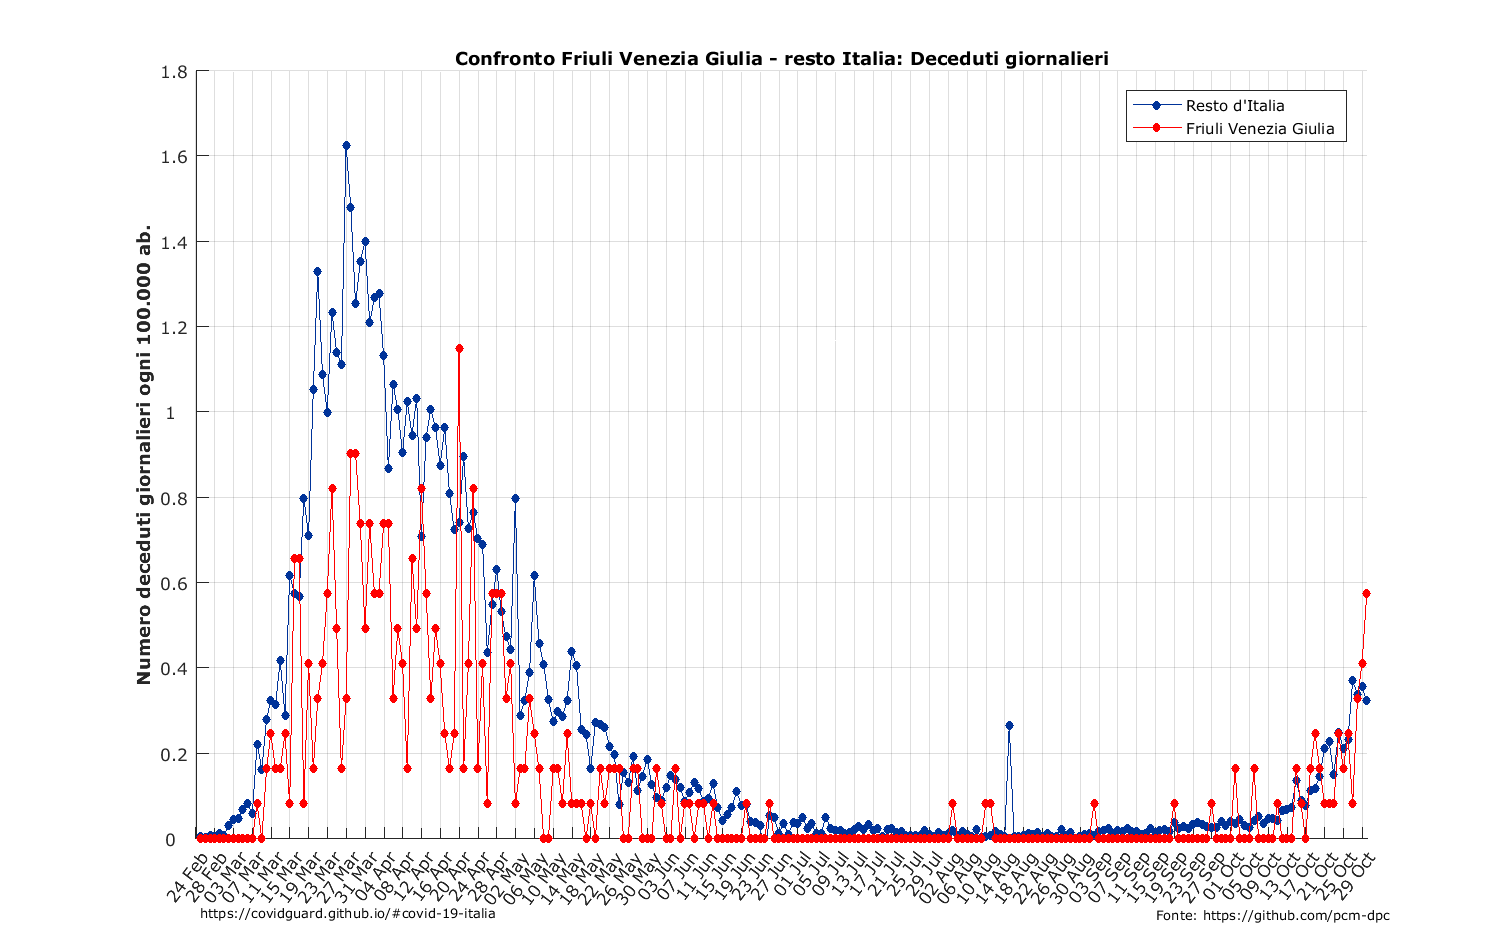 Confronto Friuli Venezia Giulia - resto Italia: Deceduti giornalieri
Resto d'Italia
Friuli Venezia Giulia
Numero deceduti giornalieri ogni 100.000 ab.
1.8
1.6
1.4
1.2
1
0.8
0.6
0.4
0.2
0
24 Feb
28 Feb
03 Mar
07 Mar
11 Mar
15 Mar
19 Mar
23 Mar
27 Mar
31 Mar
04 Apr
08 Apr
12 Apr
16 Apr
20 Apr
24 Apr
28 Apr
02 May
06 May
10 May
14 May
18 May
22 May
26 May
30 May
03 Jun
07 Jun
11 Jun
15 Jun
19 Jun
23 Jun
27 Jun
01 Jul
05 Jul
09 Jul
13 Jul
17 Jul
21 Jul
25 Jul
29 Jul
02 Aug
06 Aug
10 Aug
14 Aug
18 Aug
22 Aug
26 Aug
30 Aug
03 Sep
07 Sep
11 Sep
15 Sep
19 Sep
23 Sep
27 Sep
01 Oct
05 Oct
09 Oct
13 Oct
17 Oct
21 Oct
25 Oct
29 Oct
https://covidguard.github.io/#covid-19-italia
Fonte: https://github.com/pcm-dpc